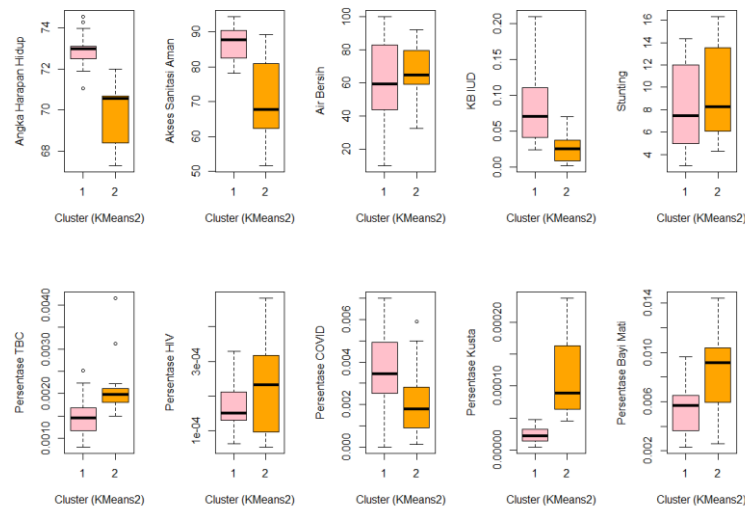 Angka Harapan Hidup
74
72
70
68
1 2
Cluster (KMeans2)
Akses Sanitasi Aman
90
80
70
60
50
1 2
Cluster (KMeans2)
Air Bersih
100
80
60
40
20
1 2
Cluster (KMeans2)
KB IUD
0.20
0.15
0.10
0.05
0.00
1 2
Cluster (KMeans2)
Stunting
16
14
12
10
8
6
4
1 2
Cluster (KMeans2)
Persentase TBC
0.0040
0.0030
0.0020
0.0010
1 2
Cluster (KMeans2)
Persentase HIV
3e-04
1e-04
1 2
Cluster (KMeans2)
Persentase COVID
0.006
0.004
0.002
0.000
1 2
Cluster (KMeans2)
Persentase Kusta
0.00020
0.00010
0.00000
1 2
Cluster (KMeans2)
Persentase Bayi Mati
0.014
0.010
0.006
0.002
1 2
Cluster (KMeans2)